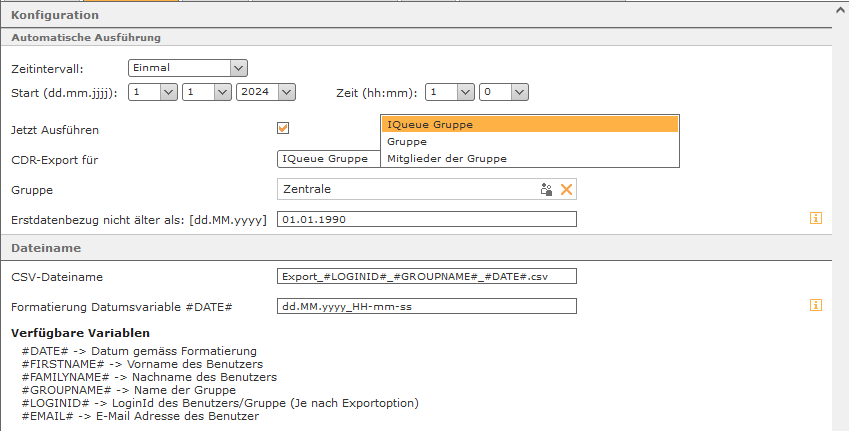 Konfiguration
Automatische Ausführung
Zeitintervall: Einmal
Start (dd.mm.jjjj): 1 1 2024 Zeit (hh:mm): 1 0
Jetzt Ausführen
IQueue Gruppe
Gruppe
Mitglieder der Gruppe
CDR-Export für IQueue Gruppe
Gruppe Zentrale
Erstdatenbezug nicht älter als: [dd.MM.yyyy] 01.01.1990
Dateiname
CSV-Dateiname Export_#LOGINID#_#GROUPNAME#_#DATE#.csv
Formatierung Datumsvariable #DATE# dd.MM.yyyy_HH-mm-ss
Verfügbare Variablen
#DATE# -> Datum gemäss Formatierung
#FIRSTNAME# -> Vorname des Benutzers
#FAMILYNAME# -> Nachname des Benutzers
#GROUPNAME# -> Name der Gruppe
#LOGINID# -> LoginId des Benutzers/Gruppe (Je nach Exportoption)
#EMAIL# -> E-Mail Adresse des Benutzer